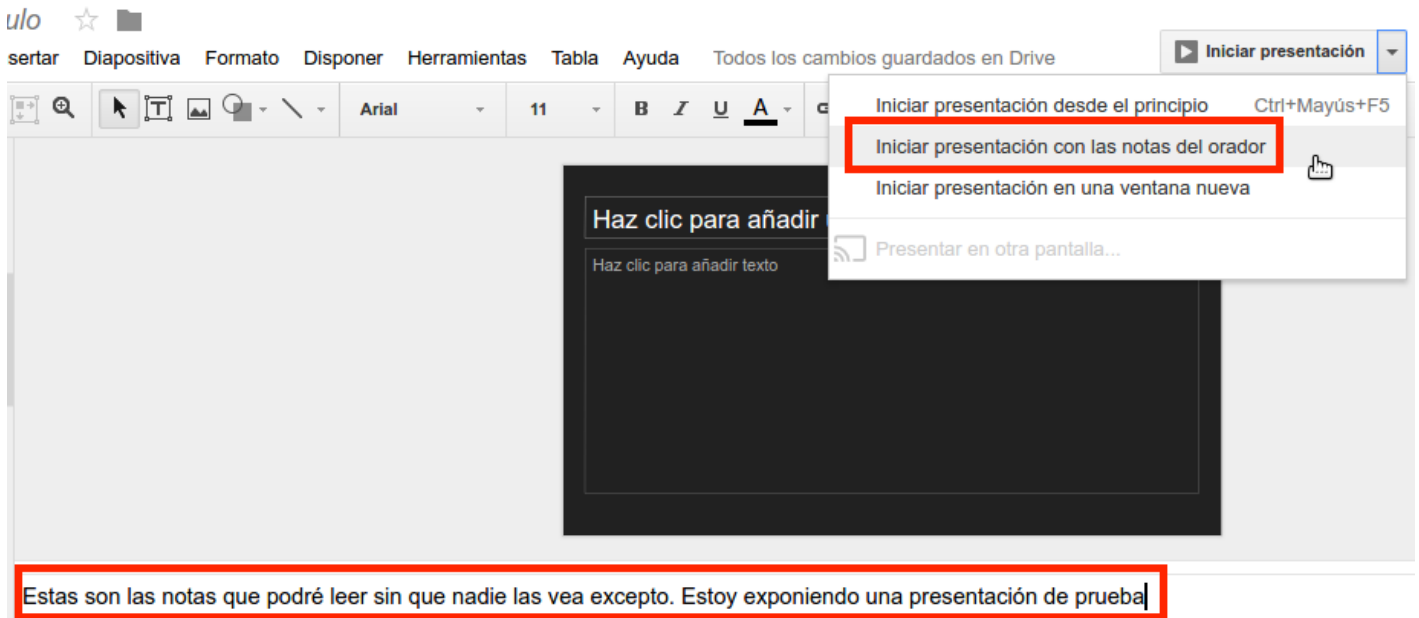 ulo
sertar Diapositiva Formato Disponer Herramientas Tabla Ayuda Todos los cambios guardados en Drive Iniciar presentación
T Arial 11 B I U A
Iniciar presentación desde el principio Ctrl+Mayús+F5
Iniciar presentación con las notas del orador
Iniciar presentación en una ventana nueva
Presentar en otra pantalla...
Haz clic para añadir
Haz clic para añadir texto
Estas son las notas que podré leer sin que nadie las vea excepto. Estoy exponiendo una presentación de prueba